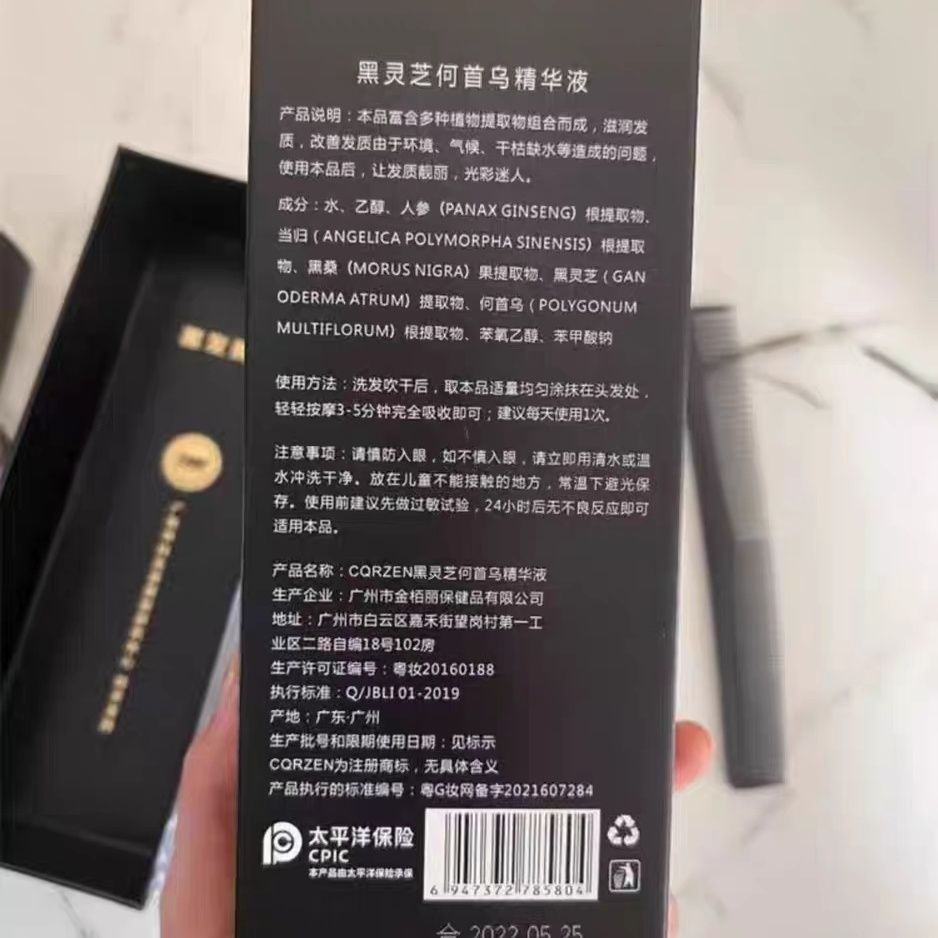 黑灵芝何首乌精华液
产品说明：本品富含多种植物提取物组合而成，滋润发
质，改善发质由于环境、气候、干枯缺水等造成的问题，
使用本品后，让发质靓丽，光彩迷人。
成分：水、乙醇、人参（PANAX GINSENG）根提取物、
当归（ANGELICA POLYMORPHA SINENSIS）根提取
物、黑桑（MORUS NIGRA）果提取物、黑灵芝（GAN
ODERMA ATRUM）提取物、何首乌（POLYGONUM
MULTIFLORUM）根提取物、苯氧乙醇、苯甲酸钠
使用方法：洗发吹干后，取本品适量均匀涂抹在头发处，
轻轻按摩3-5分钟完全吸收即可；建议每天使用1次。
注意事项：请慎防入眼，如不慎入眼，请立即用清水或温
水冲洗干净。放在儿童不能接触的地方，常温下避光保
存。使用前建议先做过敏试验，24小时后无不良反应即可
适用本品。
产品名称：CQRZEN黑灵芝何首乌精华液
生产企业：广州市金栢丽保健品有限公司
地址：广州市白云区嘉禾街望岗村第一工
业区二路自编18号102房
生产许可证编号：粤妆20160188
执行标准：Q/JBLI 01-2019
产地：广东·广州
生产批号和限期使用日期：见标示
CQRZEN为注册商标，无具体含义
产品执行的标准编号：粤G妆网备字2021607284
太平洋保险
CPIC
本产品由太平洋保险承保
6 947372 785804
合 2022.05.25